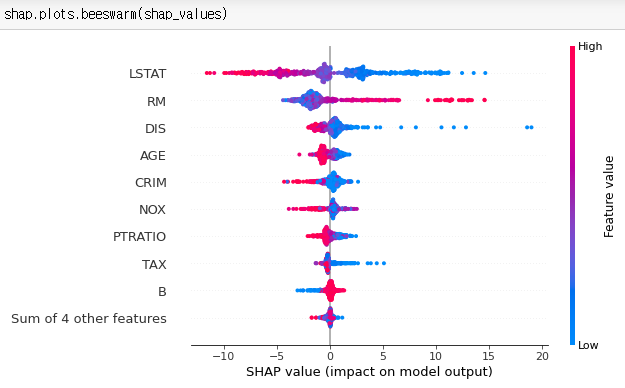 shap.plots.beeswarm(shap_values)
High
LSTAT
RM
DIS
AGE
CRIM
NOX
PTRATIO
TAX
B
Sum of 4 other features
Feature value
Low
−10 −5 0 5 10 15 20
SHAP value (impact on model output)